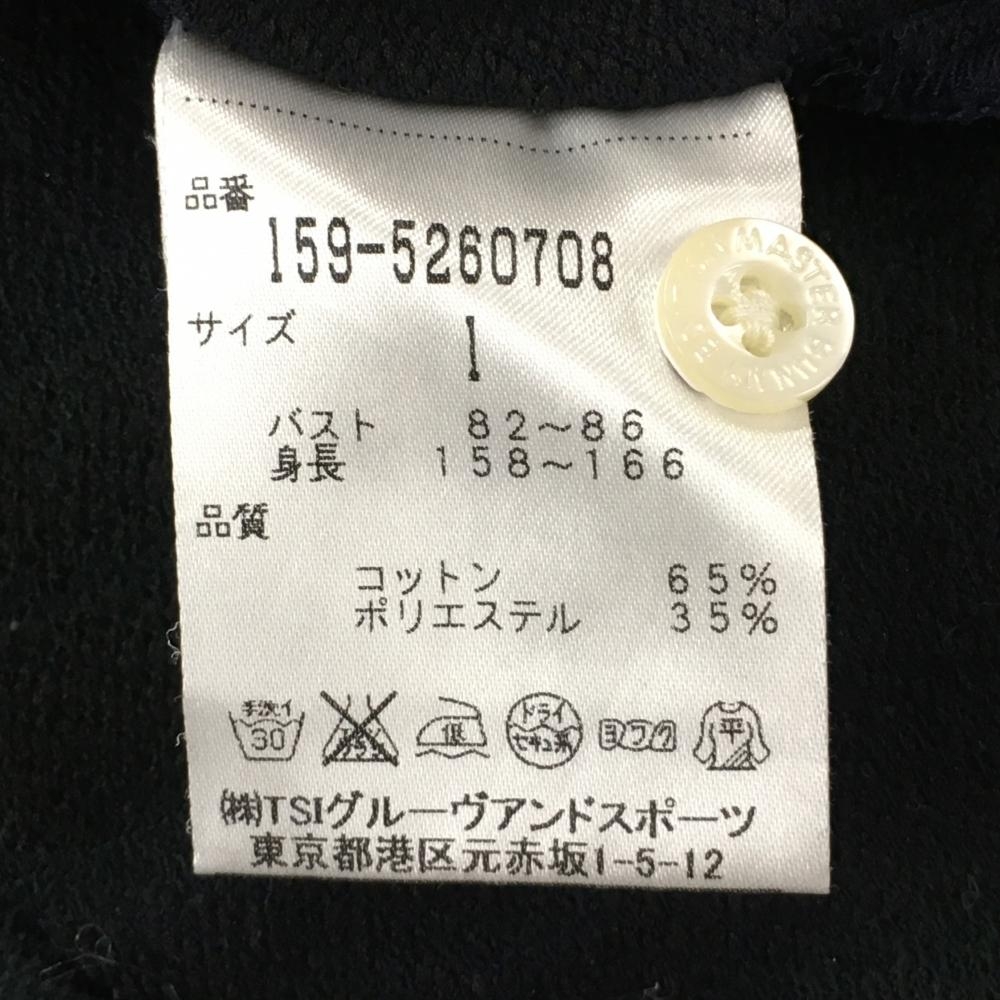 品番
159-5260708
サイズ 1
バスト 82～86
身長 158～166
品質
コットン 65%
ポリエステル 35%
手洗イ
30
低
ドライ
セキユ系
ヨワク
平
㈱TSIグルーヴアンドスポーツ
東京都港区元赤坂1-5-12
MASTER BUNNY